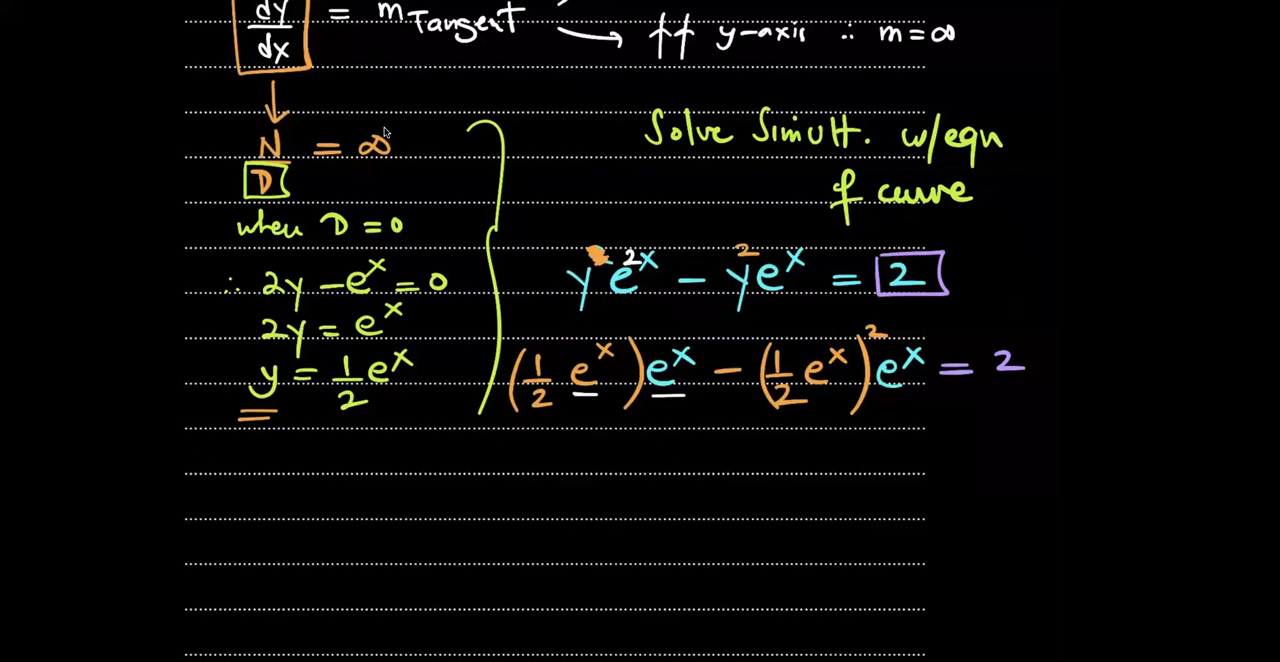 dy/dx = m Tangent → ∥ y-axis ∴ m = ∞
↓
N/D = ∞
when D = 0
∴ 2y - e^x = 0
2y = e^x
y = 1/2 e^x
Solve Simult. w/eqn
of curve
y e^2x - y^2 e^x = 2
(1/2 e^x) e^x - (1/2 e^x)^2 e^x = 2